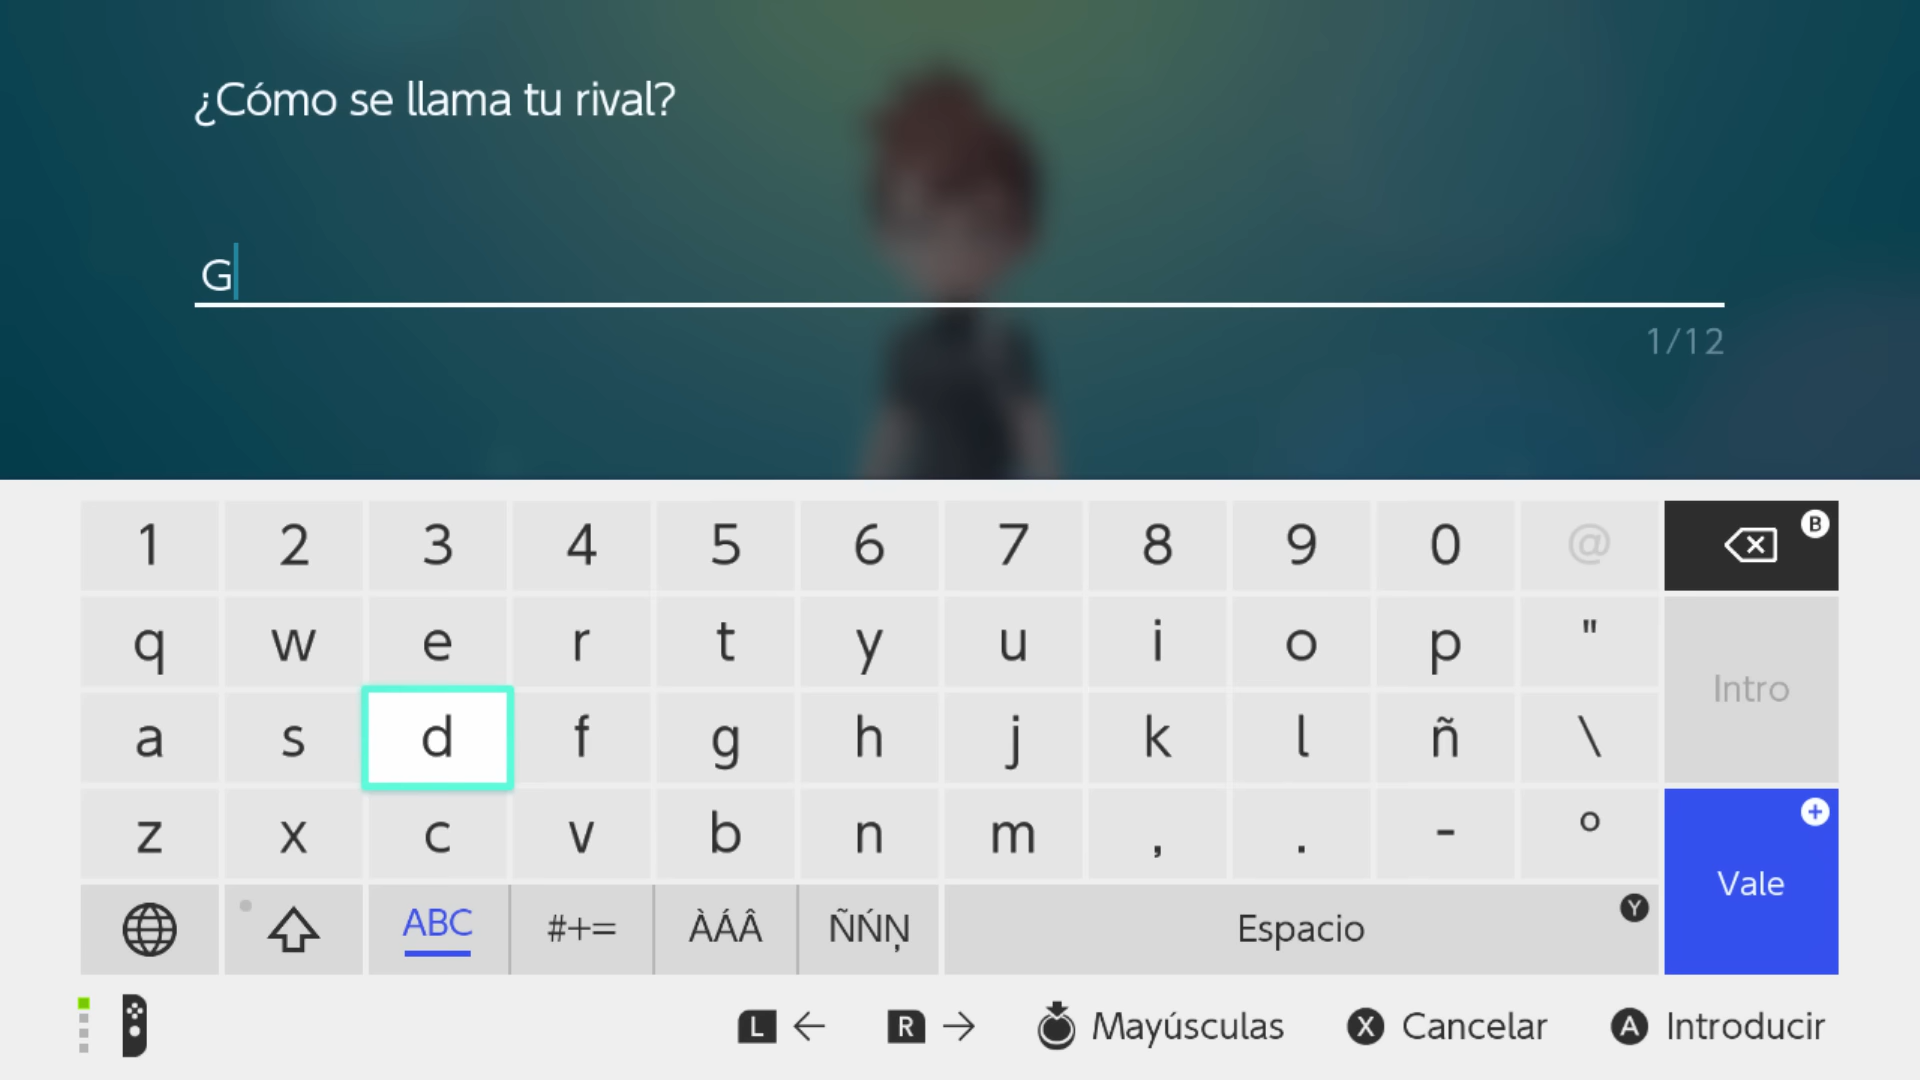 ¿Cómo se llama tu rival?
G
1/12
1 2 3 4 5 6 7 8 9 0 @ B
q w e r t y u i o p " Intro
a s d f g h j k l ñ \
z x c v b n m , . - º + Vale
ABC #+= ÀÁÂ ÑŃŅ Espacio Y
L ← R → Mayúsculas X Cancelar A Introducir